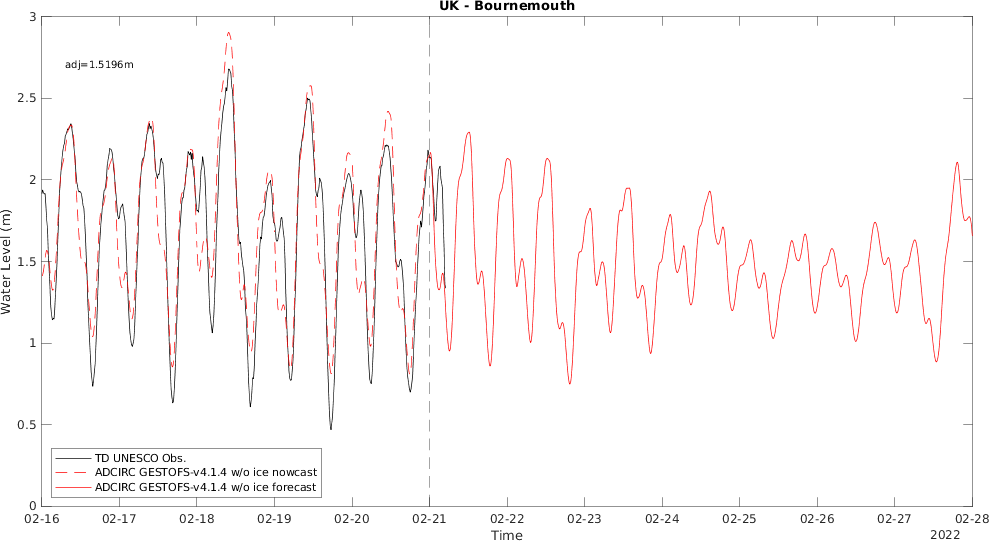 UK - Bournemouth
3
2.5
2
1.5
1
0.5
0
Water Level (m)
adj=1.5196m
TD UNESCO Obs.
ADCIRC GESTOFS-v4.1.4 w/o ice nowcast
ADCIRC GESTOFS-v4.1.4 w/o ice forecast
02-16 02-17 02-18 02-19 02-20 02-21 02-22 02-23 02-24 02-25 02-26 02-27 02-28
Time
2022